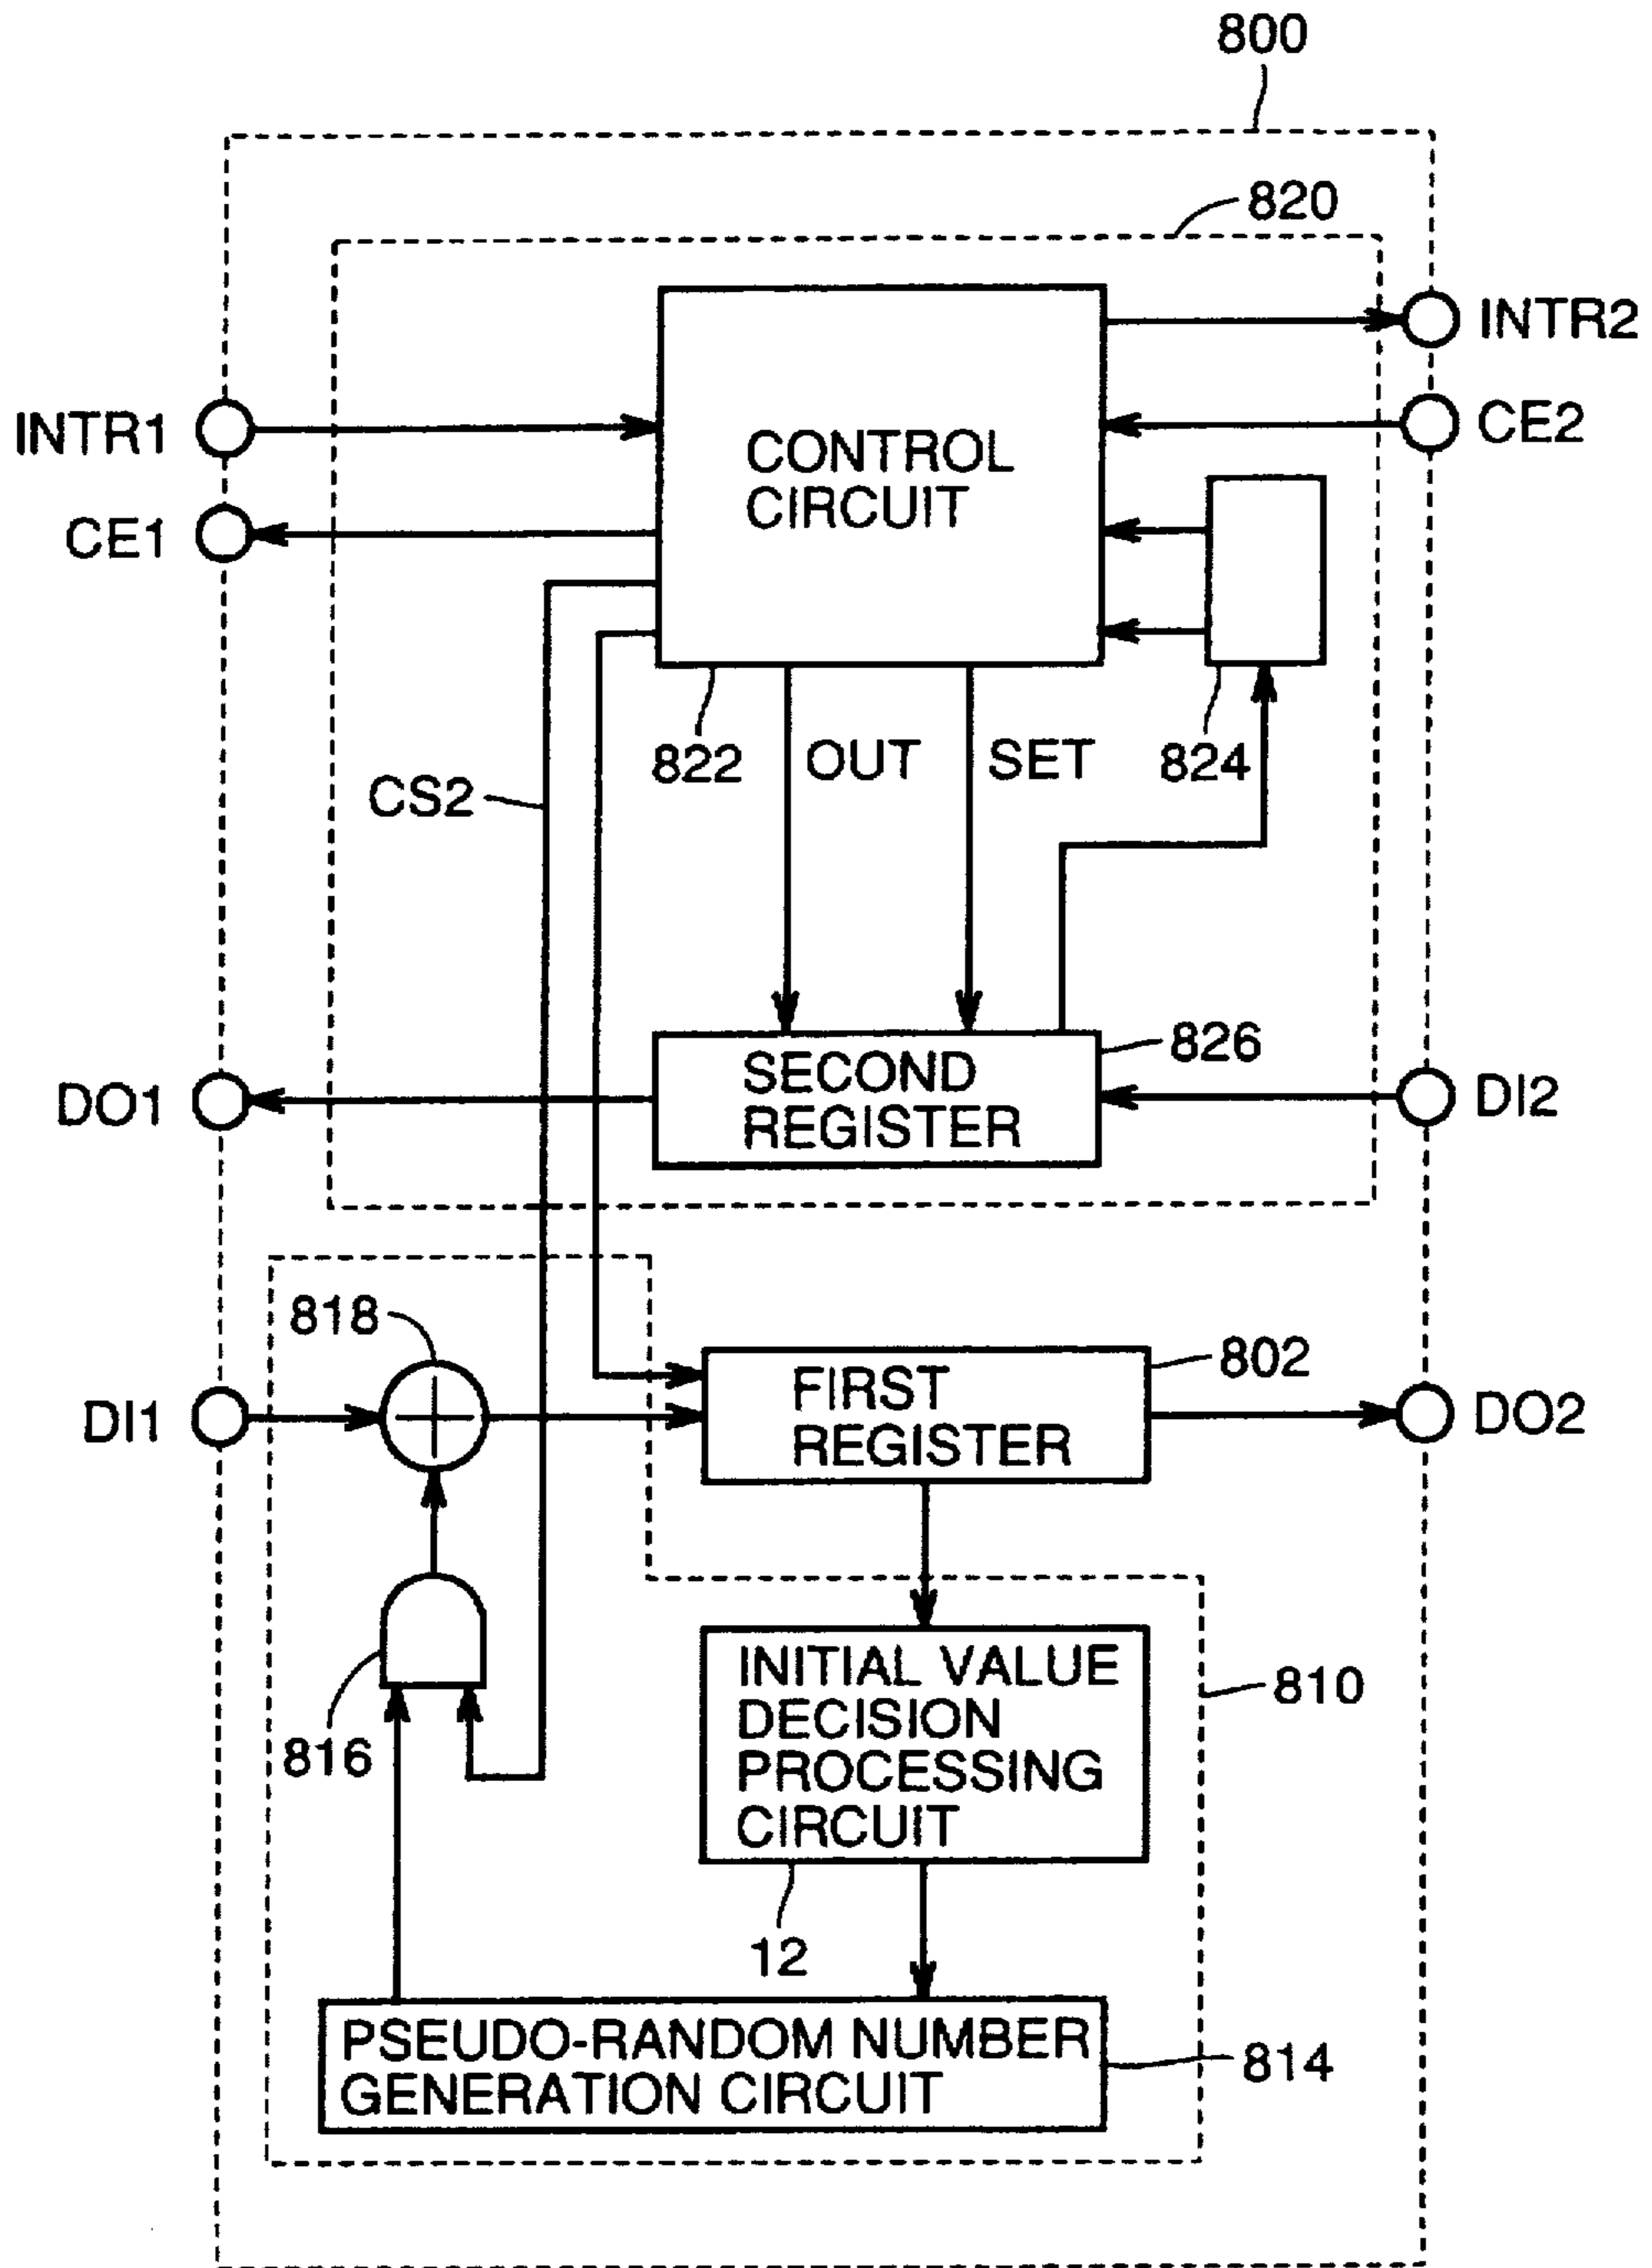 800
820
INTR2
INTR1
CE2
CONTROL
CIRCUIT
CE1
822
OUT
SET
824
CS2
826
SECOND
REGISTER
DO1
DI2
818
802
FIRST
REGISTER
DI1
DO2
INITIAL VALUE
DECISION
PROCESSING
CIRCUIT
810
816
12
PSEUDO-RANDOM NUMBER
GENERATION CIRCUIT
814